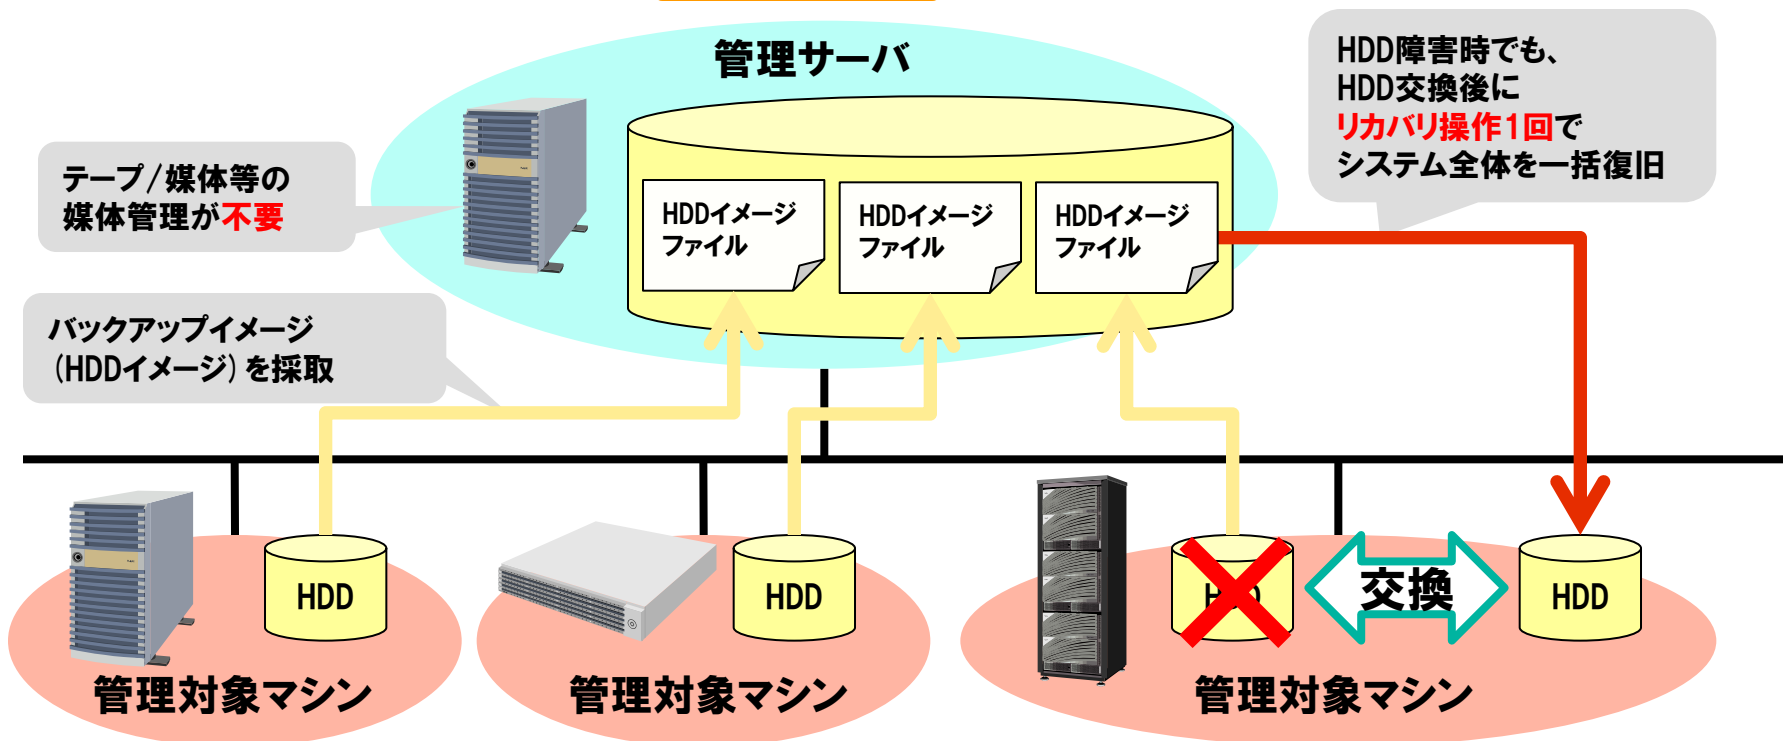 管理サーバ
HDD障害時でも、
HDD交換後に
リカバリ操作1回で
システム全体を一括復旧
テープ/媒体等の
媒体管理が不要
HDDイメージ
ファイル
HDDイメージ
ファイル
HDDイメージ
ファイル
バックアップイメージ
(HDDイメージ)を採取
HDD
HDD
HDD
交換
HDD
管理対象マシン
管理対象マシン
管理対象マシン